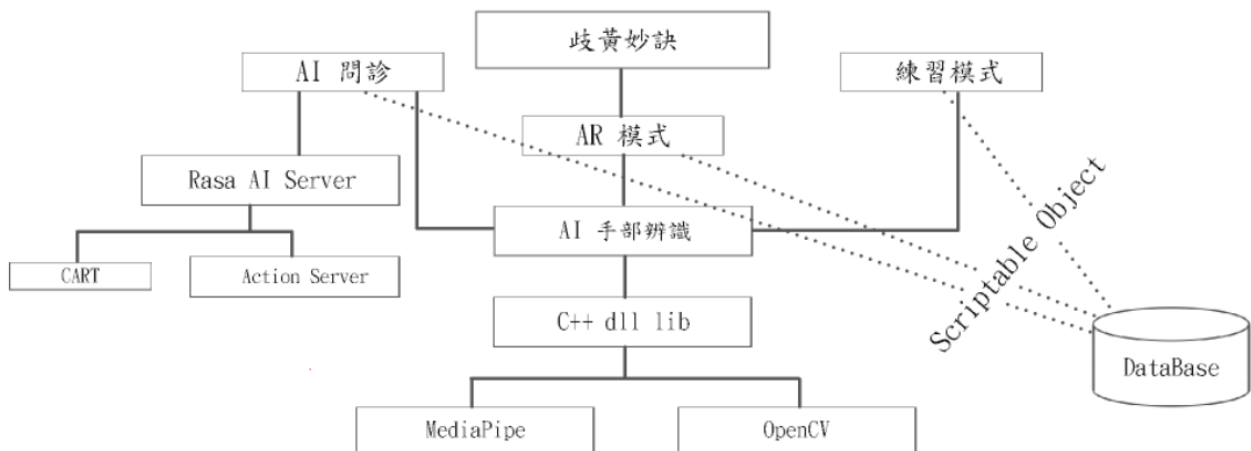 歧黃妙訣
AI 問診
練習模式
AR 模式
Rasa AI Server
AI 手部辨識
Scriptable Object
CART
Action Server
C++ dll lib
DataBase
MediaPipe
OpenCV